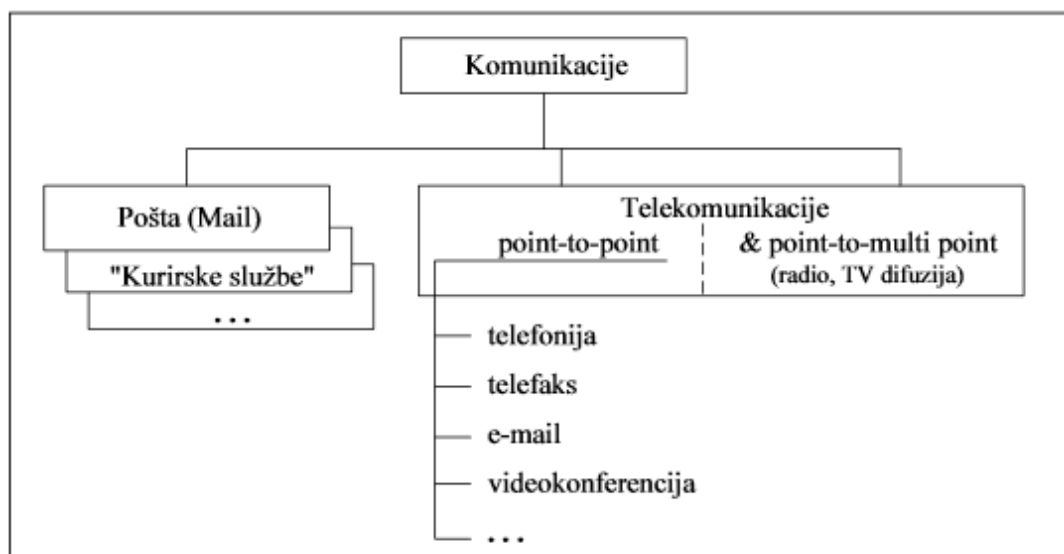 Komunikacije
Pošta (Mail)
"Kurirske službe"
...
Telekomunikacije
point-to-point
& point-to-multi point
(radio, TV difuzija)
telefonija
telefaks
e-mail
videokonferencija
...